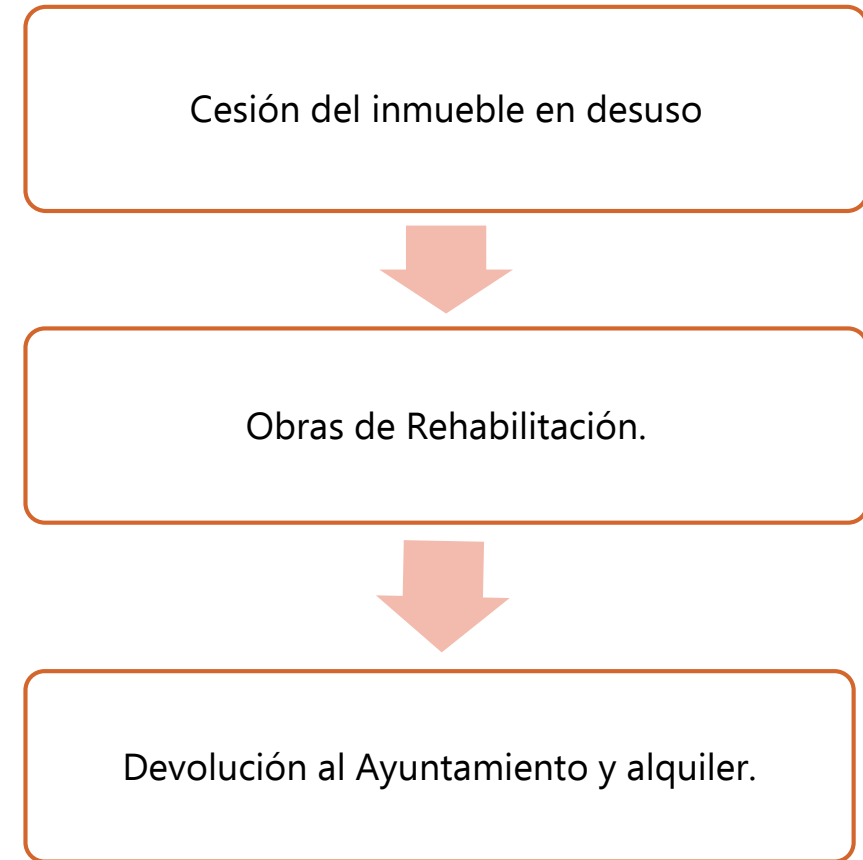 Cesión del inmueble en desuso
Obras de Rehabilitación.
Devolución al Ayuntamiento y alquiler.